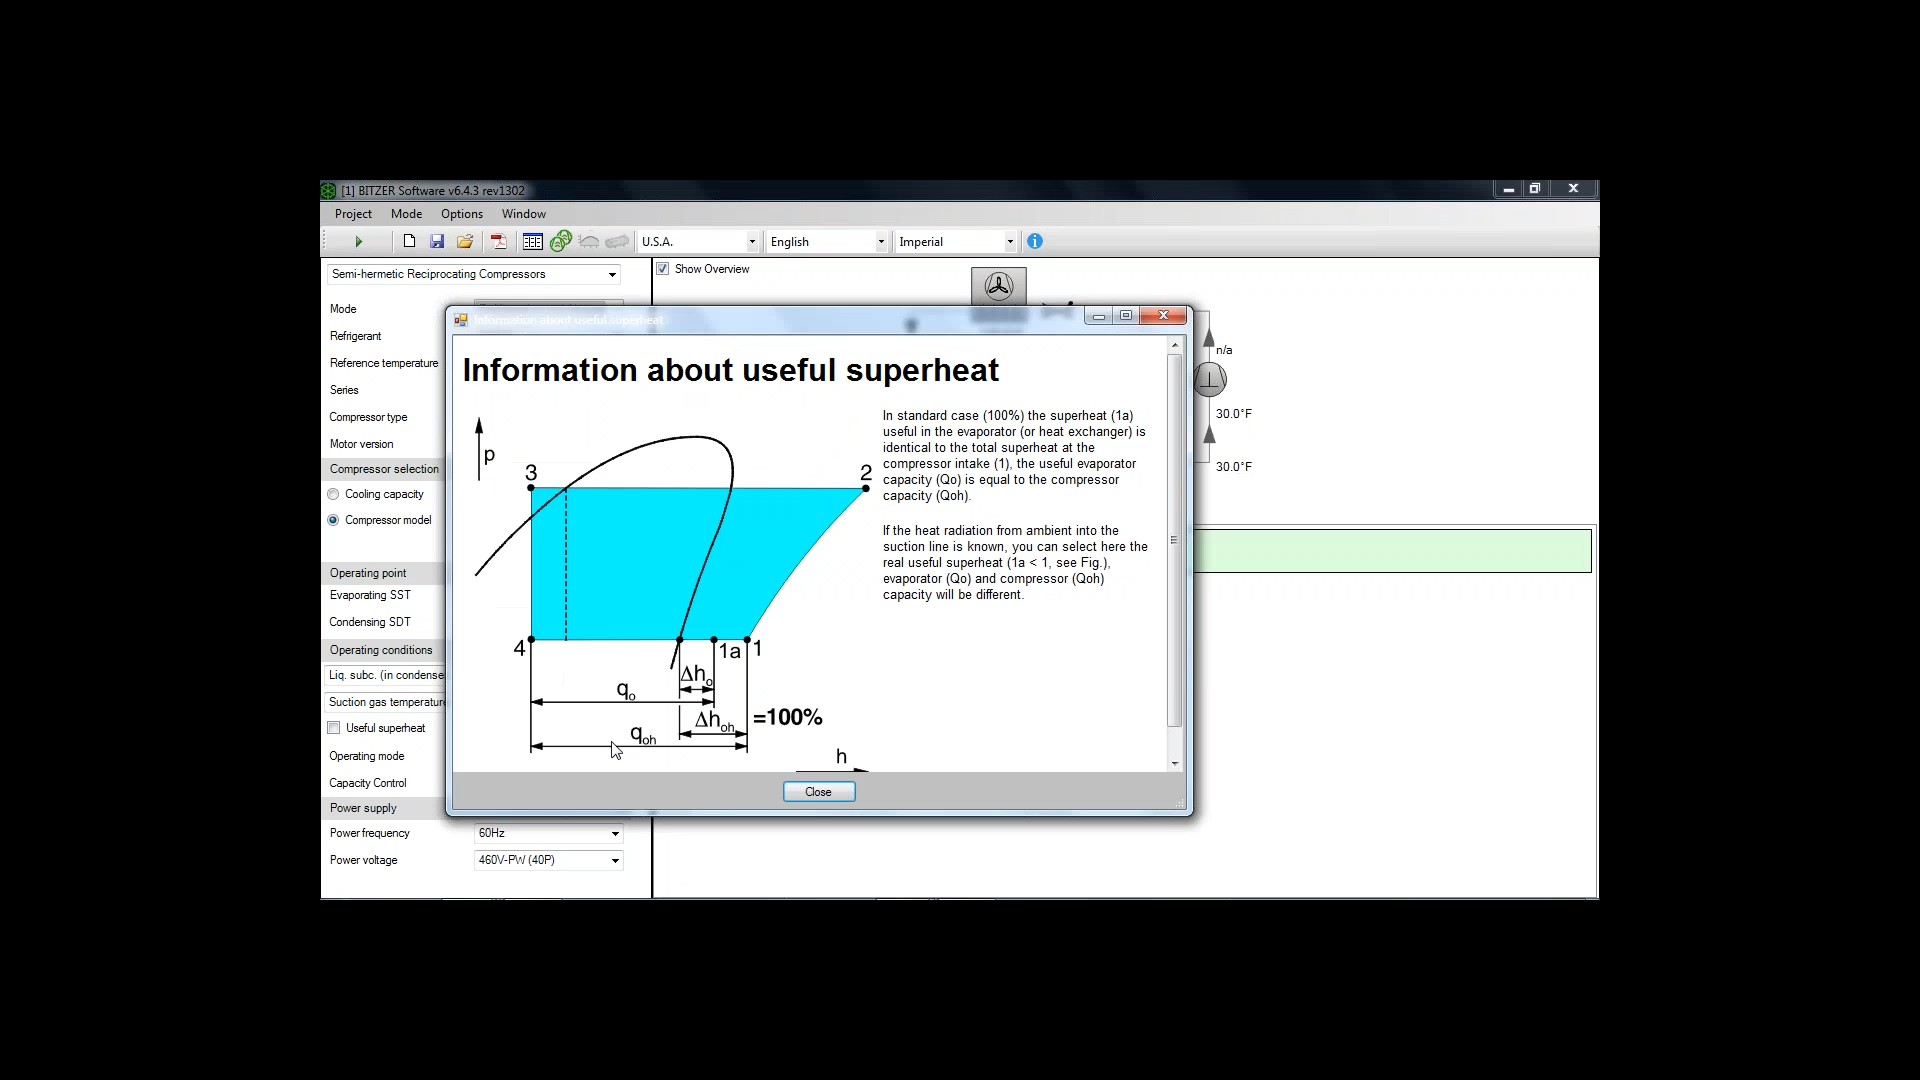 [1] BITZER Software v6.4.3 rev1302
Project Mode Options Window
U.S.A. English Imperial
Semi-hermetic Reciprocating Compressors
Show Overview
Mode
Refrigerant
Reference temperature
Series
Compressor type
Motor version
Compressor selection
Cooling capacity
Compressor model
Operating point
Evaporating SST
Condensing SDT
Operating conditions
Liq. subc. (in condense
Suction gas temperature
Useful superheat
Operating mode
Capacity Control
Power supply
Power frequency 60Hz
Power voltage 460V-PW (40P)
n/a
30.0°F
30.0°F
Information about useful superheat
Information about useful superheat
p
3
2
4
1a
1
Δho
qo
Δhoh =100%
qoh
h
In standard case (100%) the superheat (1a)
useful in the evaporator (or heat exchanger) is
identical to the total superheat at the
compressor intake (1), the useful evaporator
capacity (Qo) is equal to the compressor
capacity (Qoh).
If the heat radiation from ambient into the
suction line is known, you can select here the
real useful superheat (1a < 1, see Fig.),
evaporator (Qo) and compressor (Qoh)
capacity will be different.
Close